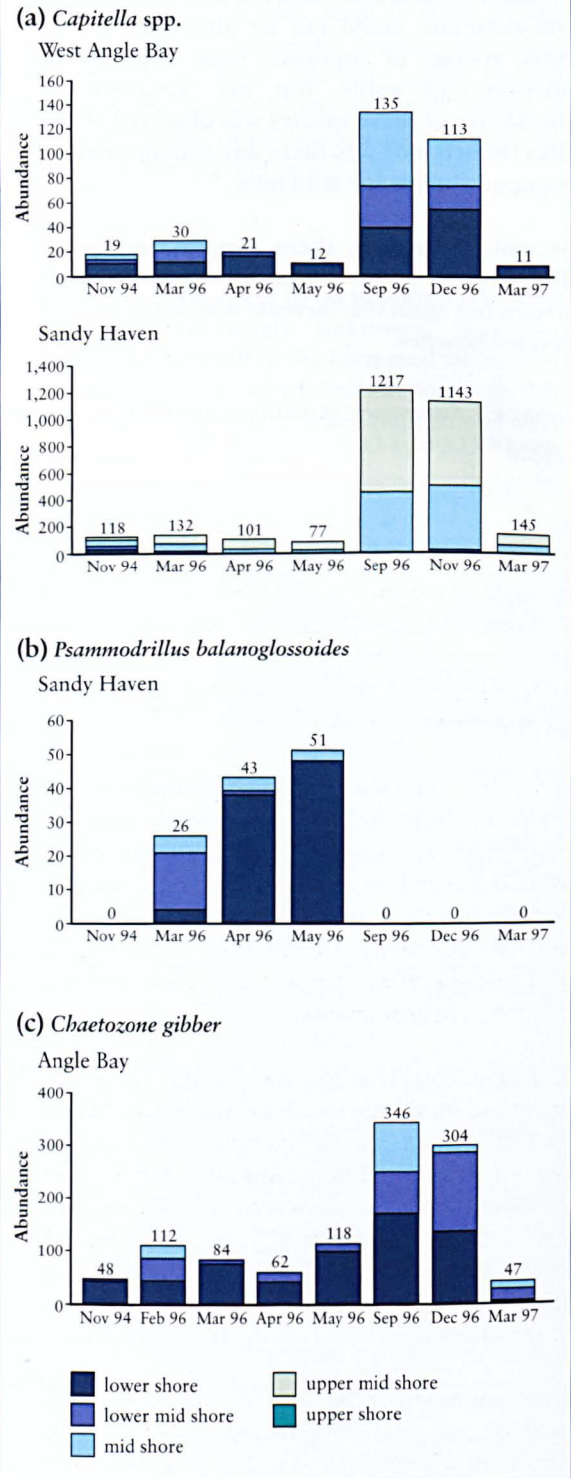 (a) Capitella spp.
West Angle Bay
160
140
120
100
80
60
40
20
0
Abundance
19
30
21
12
135
113
11
Nov 94 Mar 96 Apr 96 May 96 Sep 96 Dec 96 Mar 97
Sandy Haven
1,400
1,200
1,000
800
600
400
200
0
Abundance
118
132
101
77
1217
1143
145
Nov 94 Mar 96 Apr 96 May 96 Sep 96 Nov 96 Mar 97
(b) Psammodrillus balanoglossoides
Sandy Haven
60
50
40
30
20
10
0
Abundance
0
26
43
51
0
0
0
Nov 94 Mar 96 Apr 96 May 96 Sep 96 Dec 96 Mar 97
(c) Chaetozone gibber
Angle Bay
400
300
200
100
0
Abundance
48
112
84
62
118
346
304
47
Nov 94 Feb 96 Mar 96 Apr 96 May 96 Sep 96 Dec 96 Mar 97
lower shore
lower mid shore
mid shore
upper mid shore
upper shore